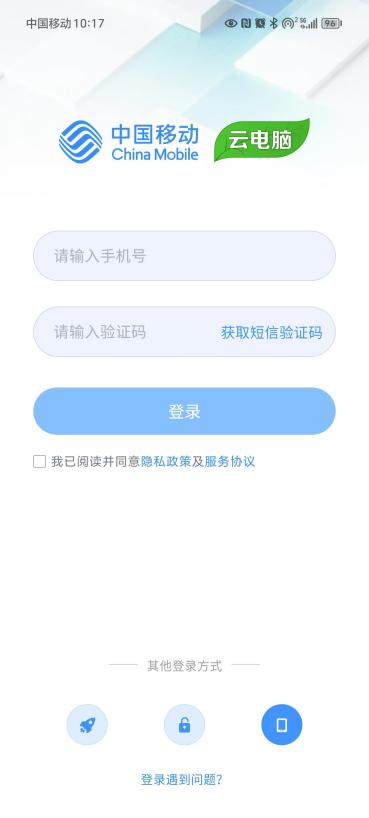 中国移动 10:17
2 5G 96
中国移动
China Mobile
云电脑
请输入手机号
请输入验证码 获取短信验证码
登录
我已阅读并同意隐私政策及服务协议
其他登录方式
登录遇到问题?